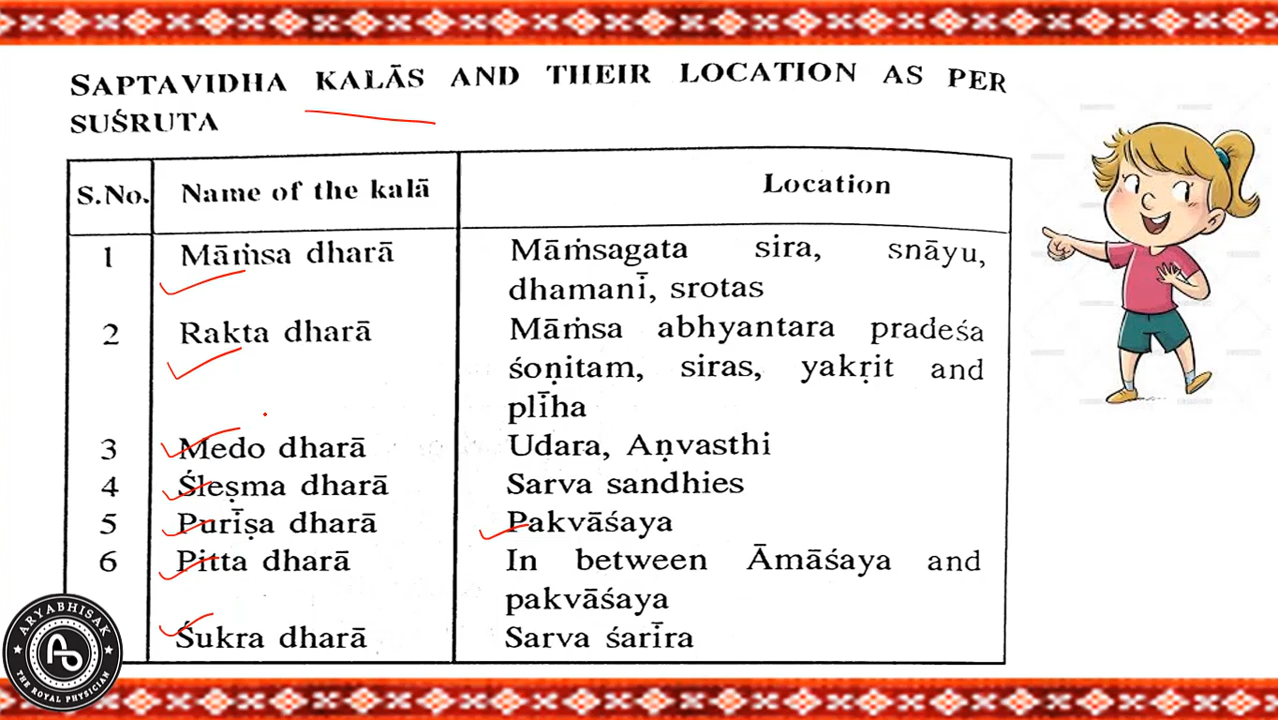 SAPTAVIDHA KALĀS AND THEIR LOCATION AS PER
SUŚRUTA
S.No. Name of the kalā Location
1 Māṁsa dharā Māṁsagata sira, snāyu,
dhamanī, srotas
2 Rakta dharā Māṁsa abhyantara pradeśa
śoṇitam, siras, yakṛit and
plīha
3 Medo dharā Udara, Aṇvasthi
4 Śleṣma dharā Sarva sandhies
5 Purīṣa dharā Pakvāśaya
6 Pitta dharā In between Āmāśaya and
pakvāśaya
Śukra dharā Sarva śarīra
ARYABHISAK
THE ROYAL PHYSICIAN